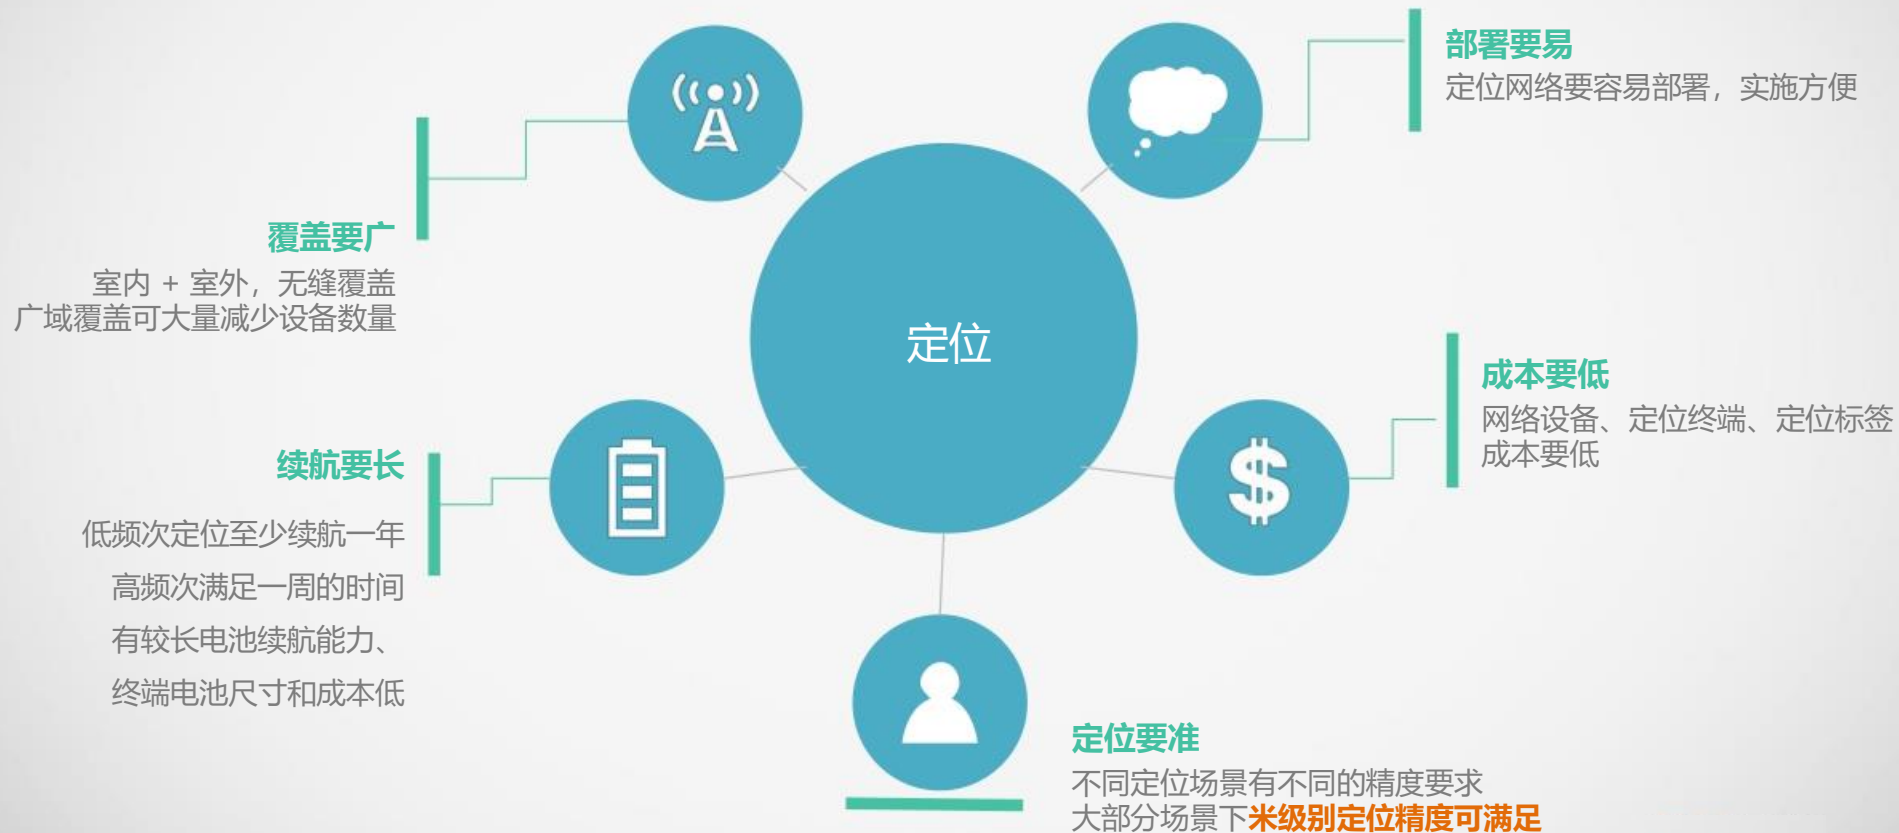 部署要易
定位网络要容易部署，实施方便
覆盖要广
室内 + 室外，无缝覆盖
广域覆盖可大量减少设备数量
定位
成本要低
网络设备、定位终端、定位标签
成本要低
续航要长
低频次定位至少续航一年
高频次满足一周的时间
有较长电池续航能力、
终端电池尺寸和成本低
定位要准
不同定位场景有不同的精度要求
大部分场景下米级别定位精度可满足